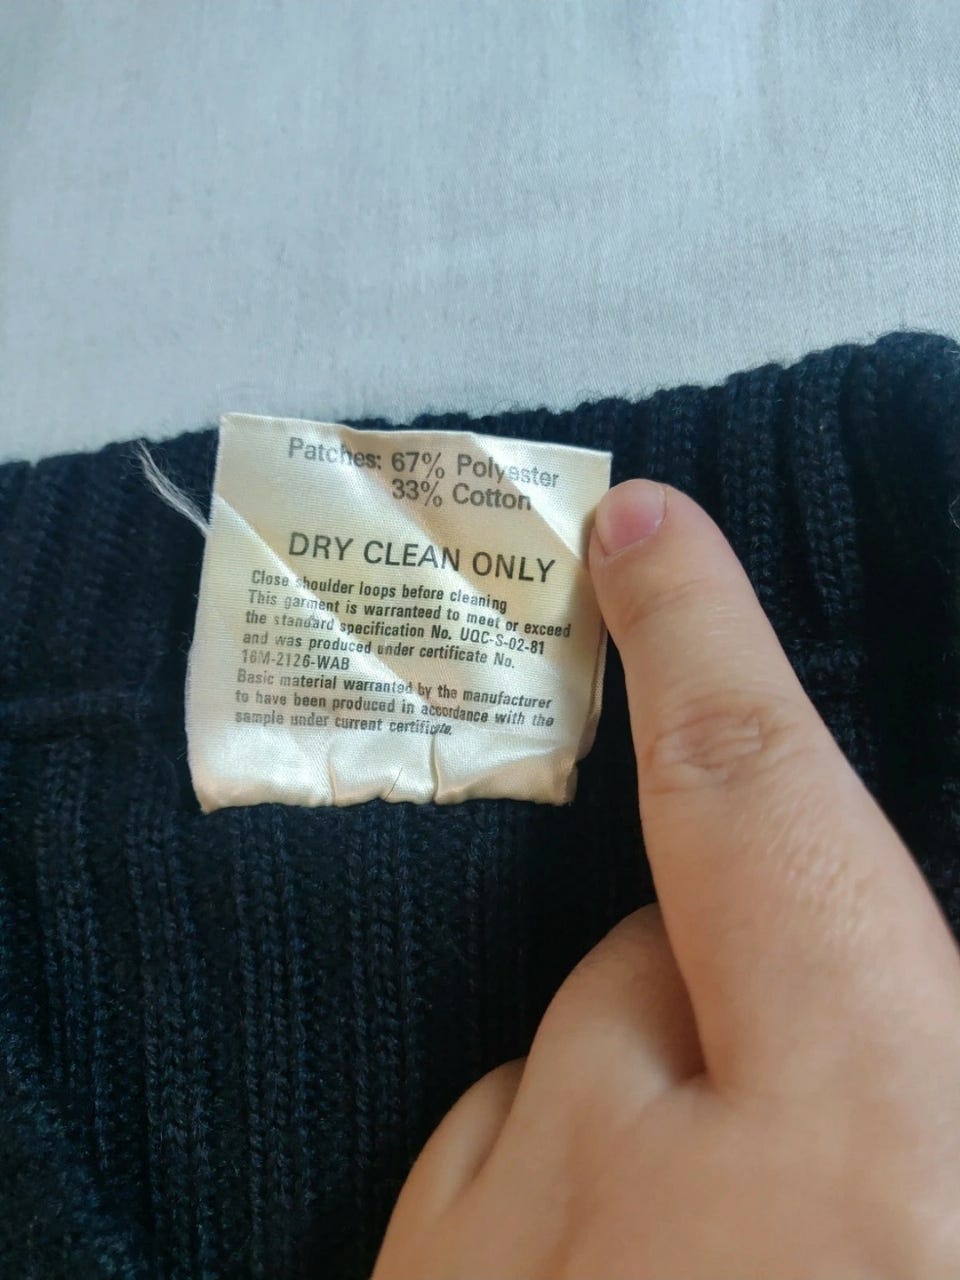 Patches: 67% Polyester
33% Cotton
DRY CLEAN ONLY
Close shoulder loops before cleaning
This garment is warranteed to meet or exceed
the standard specification No. UQC-S-02-81
and was produced under certificate No.
16M-2126-WAB
Basic material warranted by the manufacturer
to have been produced in accordance with the
sample under current certificate.